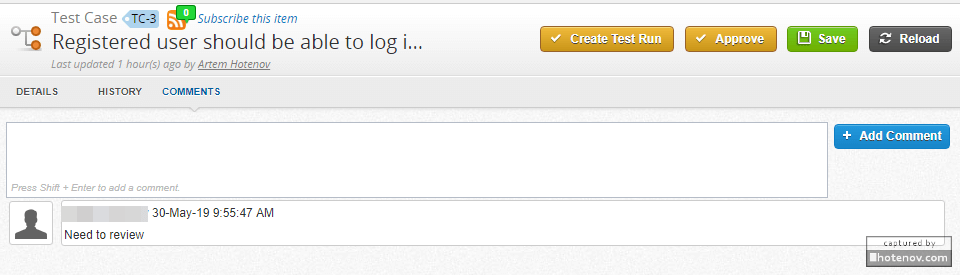 Test Case TC-3 0 Subscribe this item
Registered user should be able to log i...
Last updated 1 hour(s) ago by Artem Hotenov
Create Test Run Approve Save Reload
DETAILS HISTORY COMMENTS
Press Shift + Enter to add a comment.
Add Comment
30-May-19 9:55:47 AM
Need to review
captured by
hotenov.com